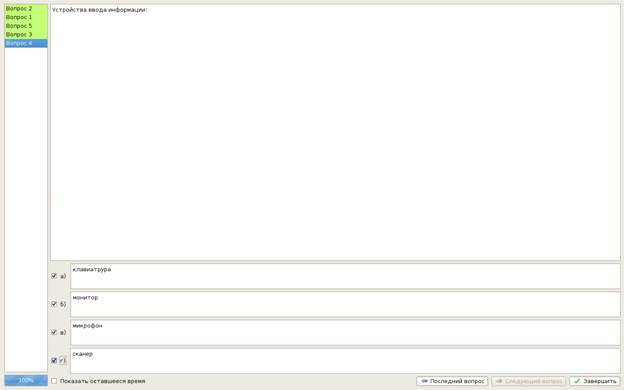 Вопрос 2
Вопрос 1
Вопрос 5
Вопрос 3
Вопрос 4
Устройства ввода информации:
а)
клавиатрура
б)
монитор
в)
микрофон
г)
сканер
100%
Показать оставшееся время
Последний вопрос
Следующий вопрос
Завершить